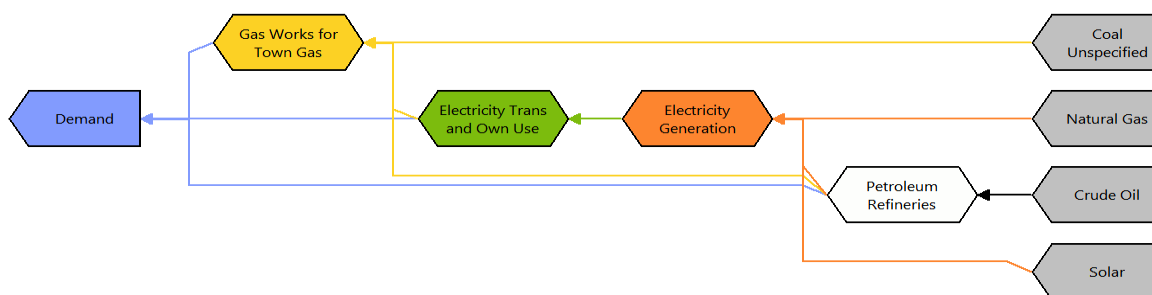 Gas Works for
Town Gas
Coal
Unspecified
Demand
Electricity Trans
and Own Use
Electricity
Generation
Natural Gas
Petroleum
Refineries
Crude Oil
Solar